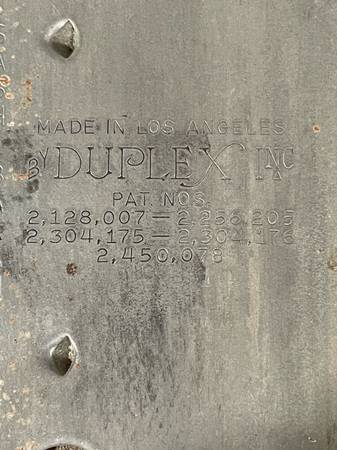 MADE IN LOS ANGELES
BY DUPLEX INC
PAT. NOS.
2,128,007—2,256,205
2,304,175—2,304,176
2,450,078